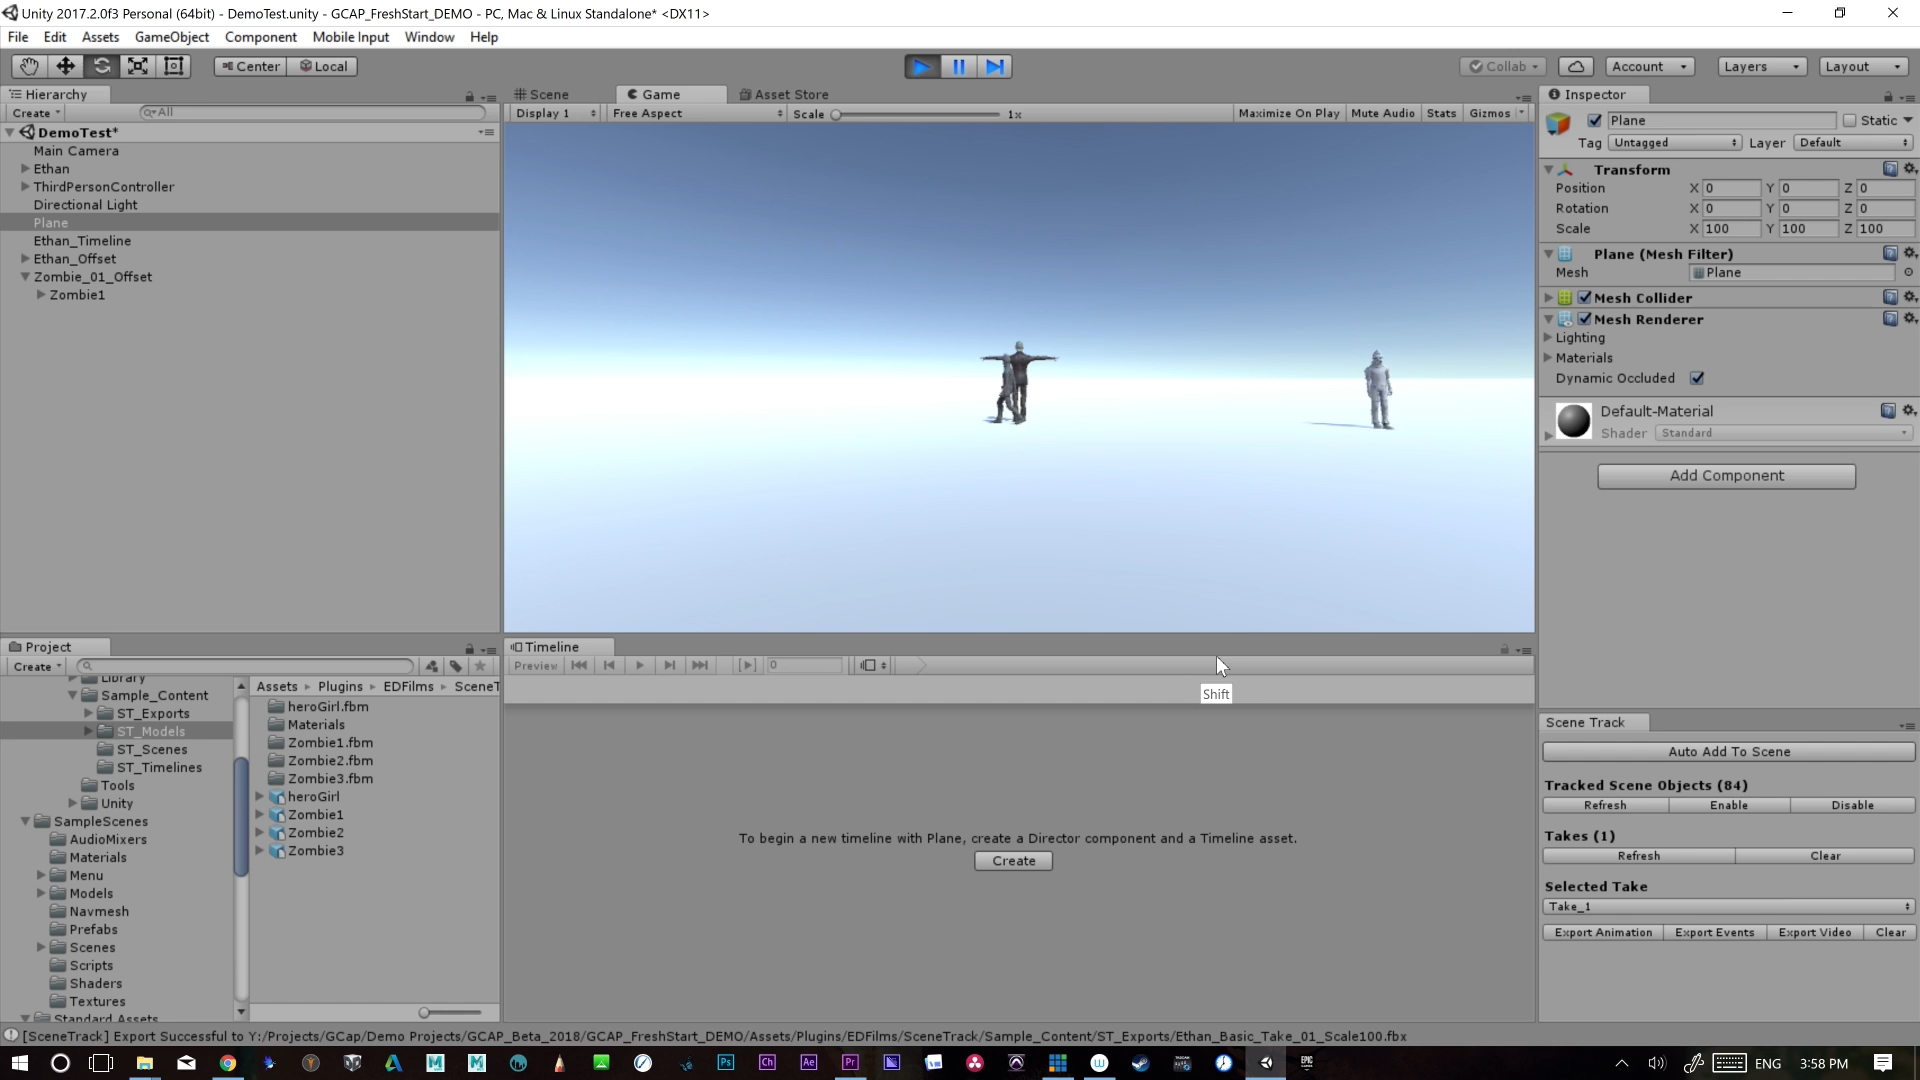 Unity 2017.2.0f3 Personal (64bit) - DemoTest.unity - GCAP_FreshStart_DEMO - PC, Mac & Linux Standalone* <DX11>
File Edit Assets GameObject Component Mobile Input Window Help
Center Local Collab Account Layers Layout
Hierarchy
Create All
DemoTest*
Main Camera
Ethan
ThirdPersonController
Directional Light
Plane
Ethan_Timeline
Ethan_Offset
Zombie_01_Offset
Zombie1
Scene Game Asset Store
Display 1 Free Aspect Scale 1x Maximize On Play Mute Audio Stats Gizmos
Inspector
Plane Static
Tag Untagged Layer Default
Transform
Position X 0 Y 0 Z 0
Rotation X 0 Y 0 Z 0
Scale X 100 Y 100 Z 100
Plane (Mesh Filter)
Mesh Plane
Mesh Collider
Mesh Renderer
Lighting
Materials
Dynamic Occluded
Default-Material
Shader Standard
Add Component
Project
Create
Library
Sample_Content
ST_Exports
ST_Models
ST_Scenes
ST_Timelines
Tools
Unity
SampleScenes
AudioMixers
Materials
Menu
Models
Navmesh
Prefabs
Scenes
Scripts
Shaders
Textures
Standard Assets
Assets Plugins EDFilms SceneT
heroGirl.fbm
Materials
Zombie1.fbm
Zombie2.fbm
Zombie3.fbm
heroGirl
Zombie1
Zombie2
Zombie3
Timeline
Preview 0
Shift
To begin a new timeline with Plane, create a Director component and a Timeline asset.
Create
Scene Track
Auto Add To Scene
Tracked Scene Objects (84)
Refresh Enable Disable
Takes (1)
Refresh Clear
Selected Take
Take_1
Export Animation Export Events Export Video Clear
[SceneTrack] Export Successful to Y:/Projects/GCap/Demo Projects/GCAP_Beta_2018/GCAP_FreshStart_DEMO/Assets/Plugins/EDFilms/SceneTrack/Sample_Content/ST_Exports/Ethan_Basic_Take_01_Scale100.fbx
Ps Ch Ae Pr
ENG 3:58 PM